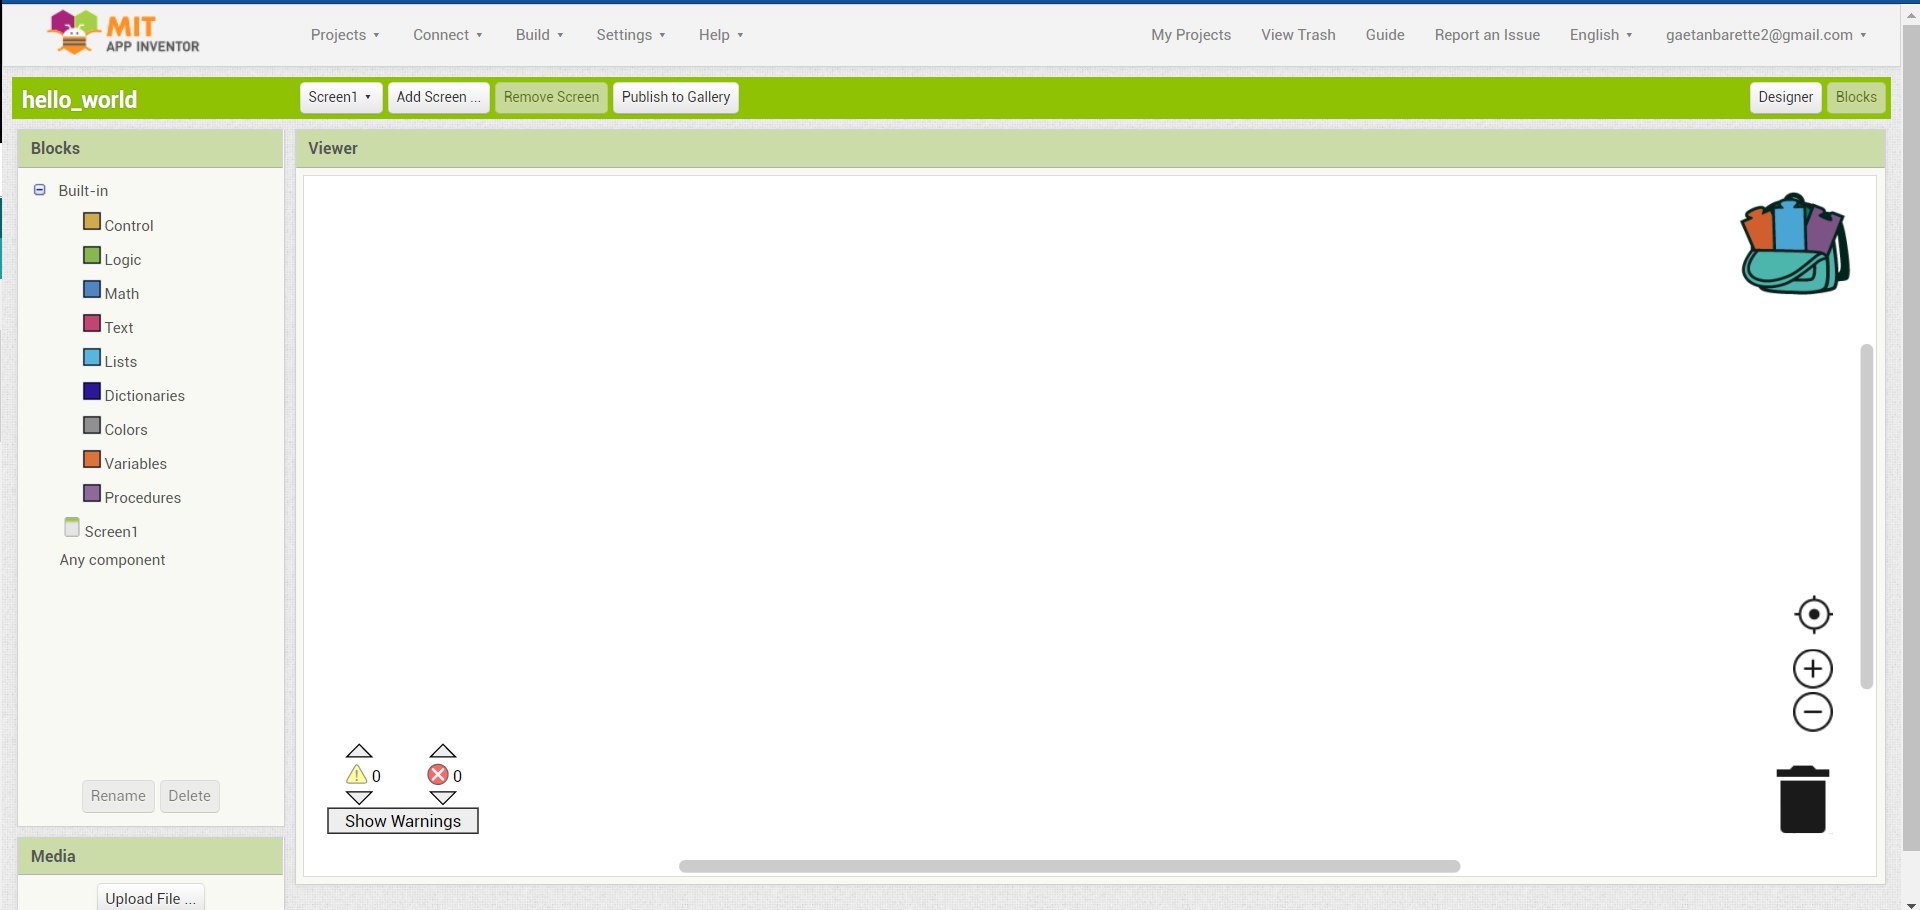 MIT
APP INVENTOR
Projects Connect Build Settings Help My Projects View Trash Guide Report an Issue English gaetanbarette2@gmail.com
hello_world Screen1 Add Screen ... Remove Screen Publish to Gallery Designer Blocks
Blocks
Built-in
Control
Logic
Math
Text
Lists
Dictionaries
Colors
Variables
Procedures
Screen1
Any component
Rename Delete
Media
Upload File ...
Viewer
0 0
Show Warnings